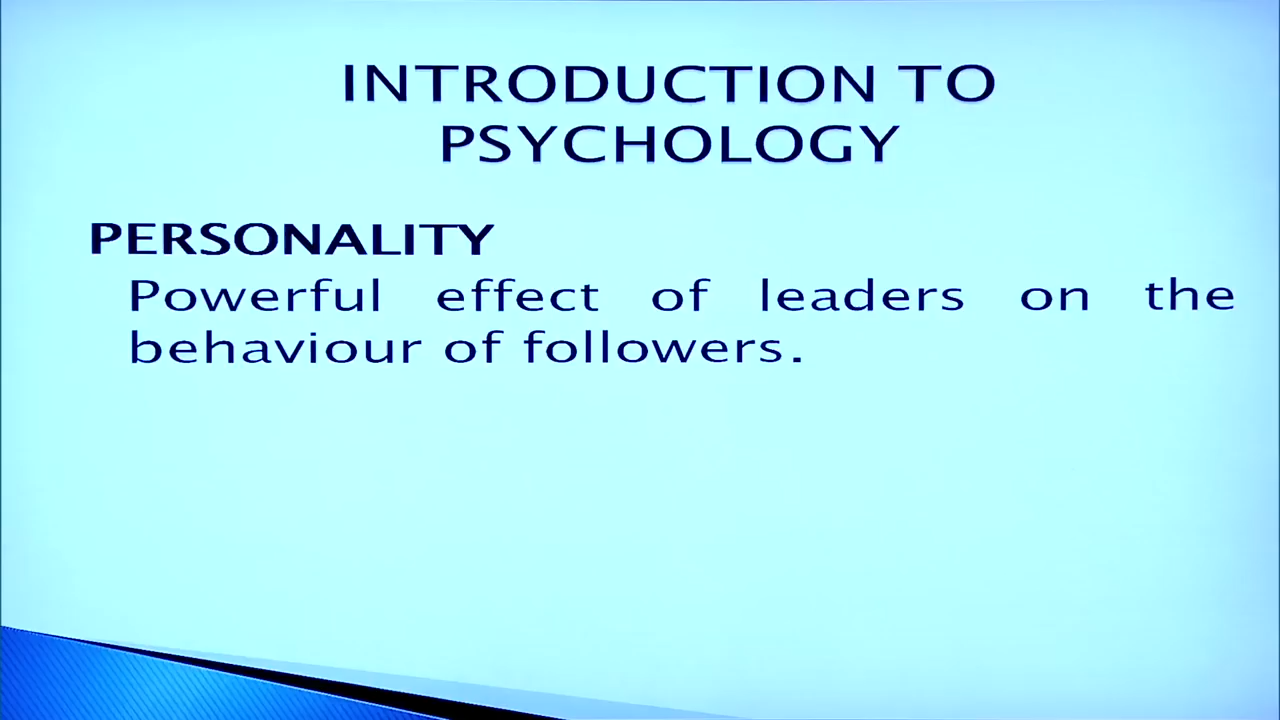 INTRODUCTION TO
PSYCHOLOGY
PERSONALITY
Powerful effect of leaders on the
behaviour of followers.